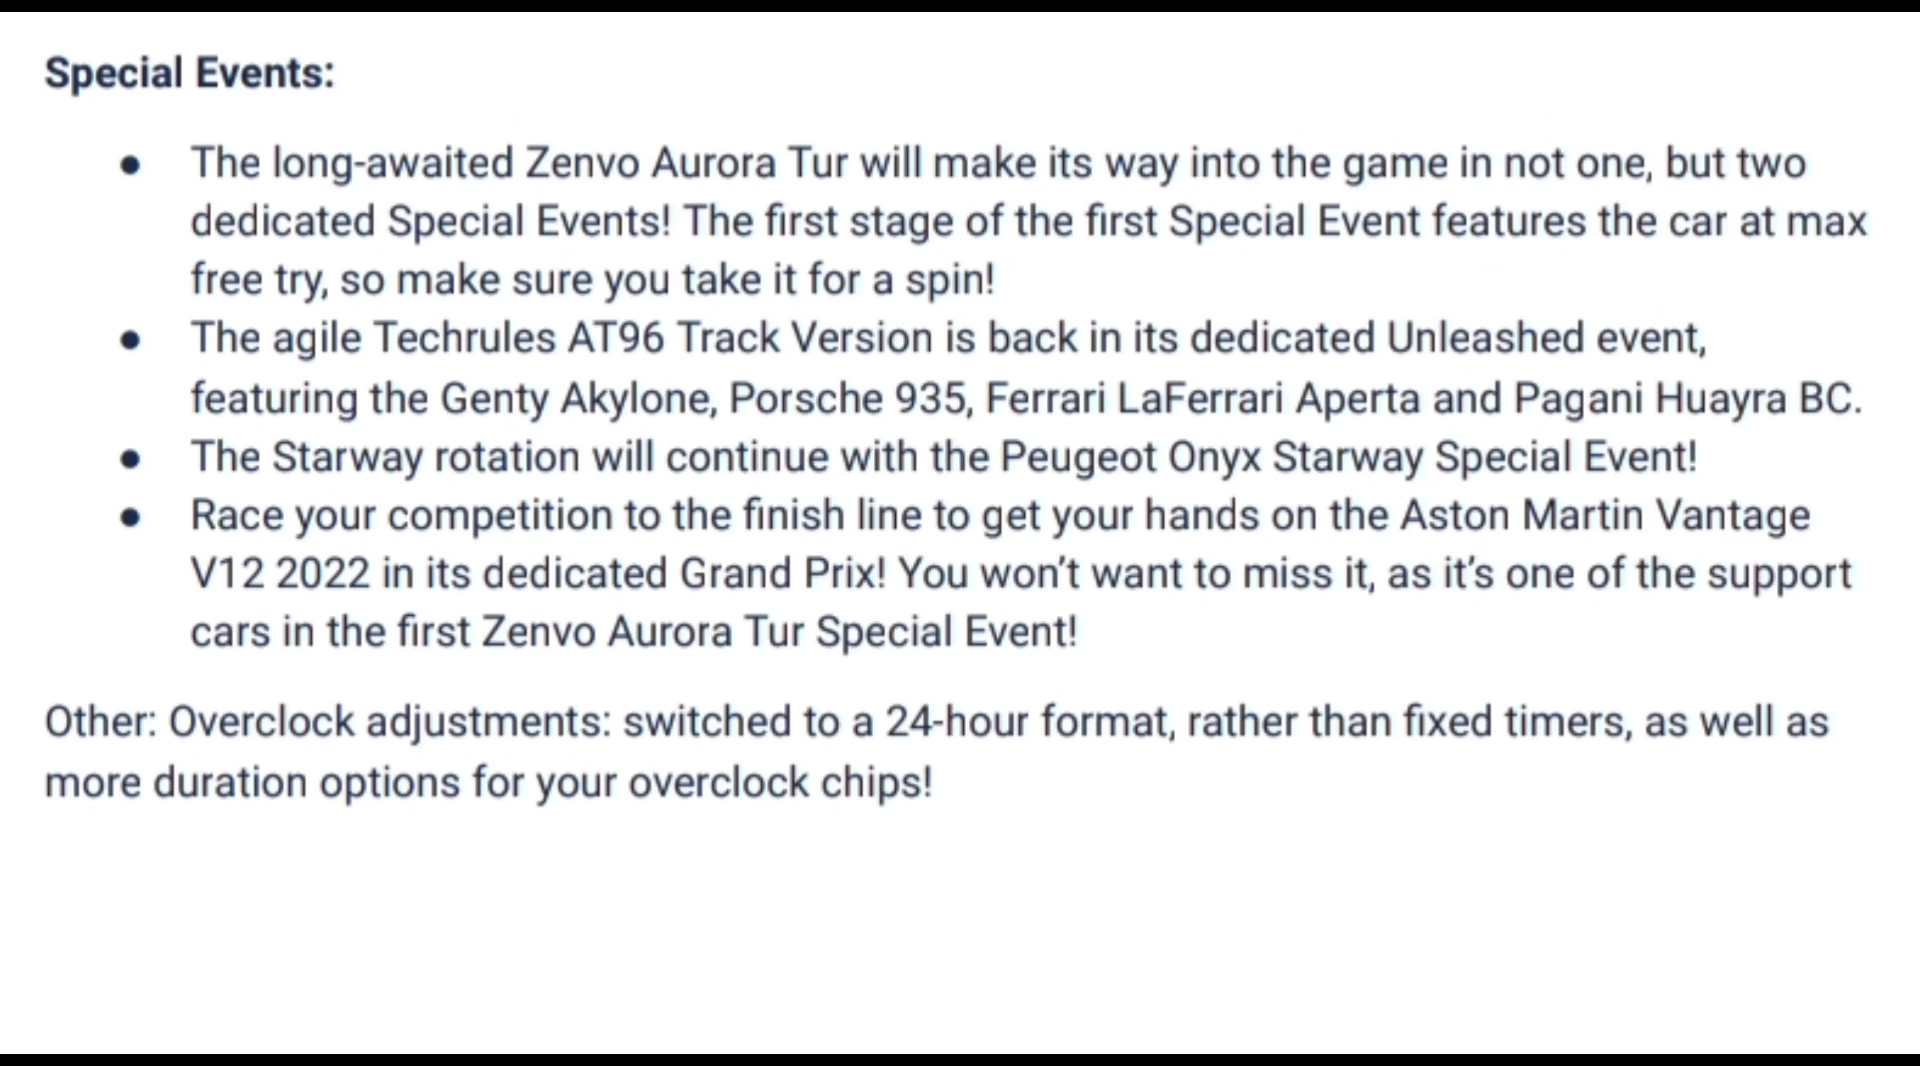 Special Events:
● The long-awaited Zenvo Aurora Tur will make its way into the game in not one, but two
dedicated Special Events! The first stage of the first Special Event features the car at max
free try, so make sure you take it for a spin!
● The agile Techrules AT96 Track Version is back in its dedicated Unleashed event,
featuring the Genty Akylone, Porsche 935, Ferrari LaFerrari Aperta and Pagani Huayra BC.
● The Starway rotation will continue with the Peugeot Onyx Starway Special Event!
● Race your competition to the finish line to get your hands on the Aston Martin Vantage
V12 2022 in its dedicated Grand Prix! You won’t want to miss it, as it’s one of the support
cars in the first Zenvo Aurora Tur Special Event!
Other: Overclock adjustments: switched to a 24-hour format, rather than fixed timers, as well as
more duration options for your overclock chips!